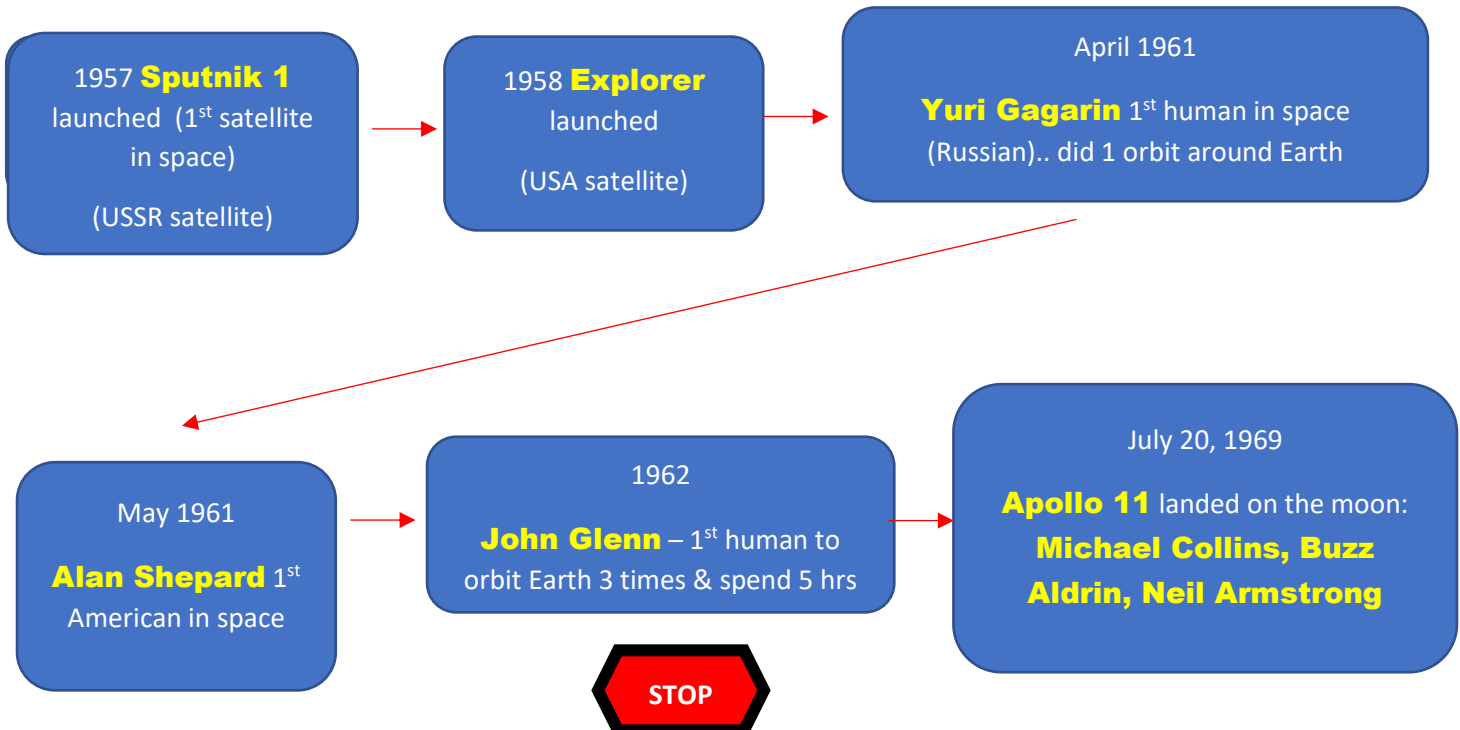 1957 Sputnik 1
launched (1st satellite
in space)
(USSR satellite)
1958 Explorer
launched
(USA satellite)
April 1961
Yuri Gagarin 1st human in space
(Russian).. did 1 orbit around Earth
May 1961
Alan Shepard 1st
American in space
1962
John Glenn – 1st human to
orbit Earth 3 times & spend 5 hrs
July 20, 1969
Apollo 11 landed on the moon:
Michael Collins, Buzz
Aldrin, Neil Armstrong
STOP